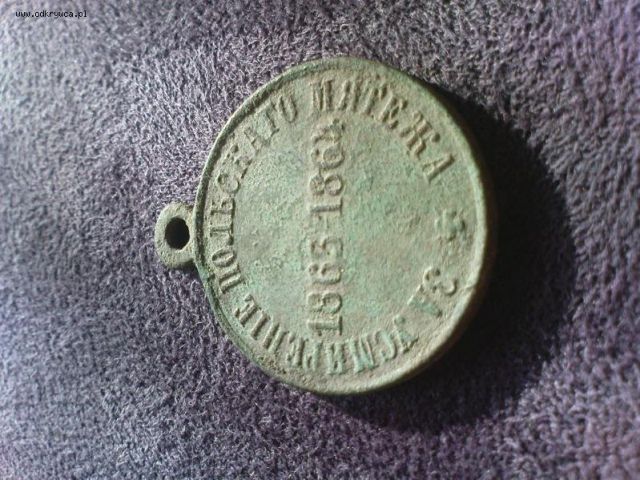 www.odkrywca.pl
ЗА УСМИРЕНІЕ ПОЛЬСКАГО МЯТЕЖА
1863-1864